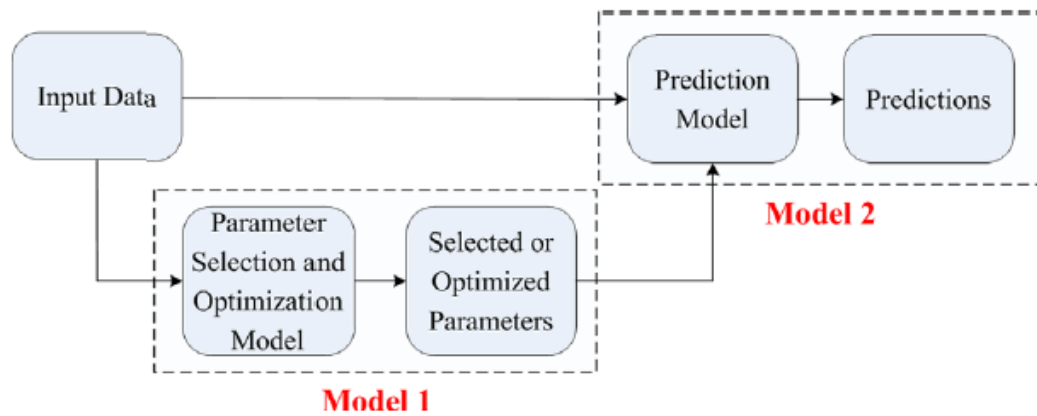 Input Data
Prediction
Model
Predictions
Model 2
Parameter
Selection and
Optimization
Model
Selected or
Optimized
Parameters
Model 1